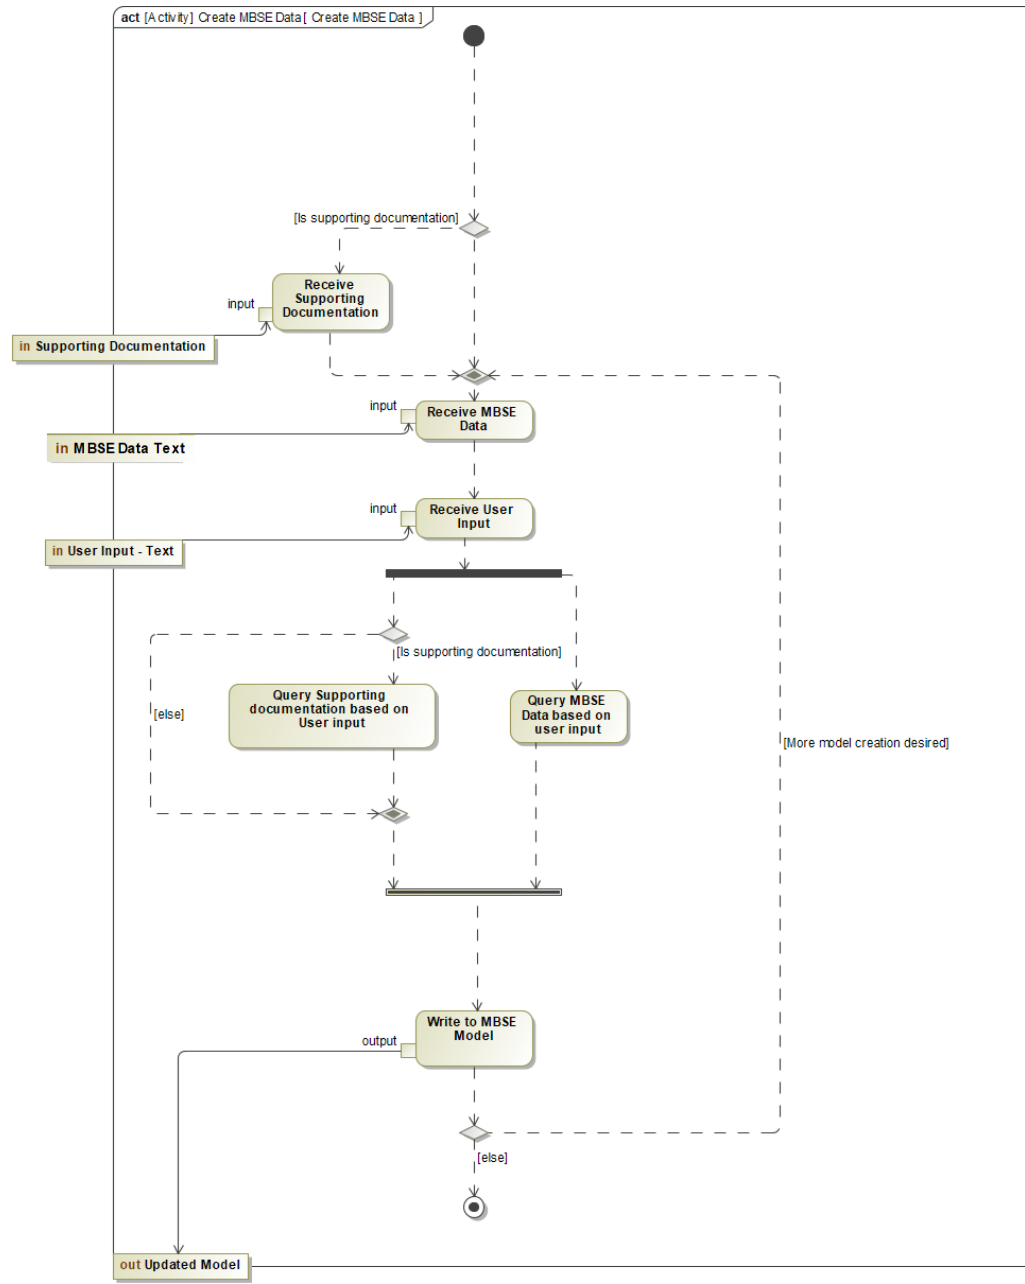 act [Activity] Create MBSE Data[ Create MBSE Data ]
[Is supporting documentation]
Receive
Supporting
Documentation
input
in Supporting Documentation
input
Receive MBSE
Data
in MBSE Data Text
input
Receive User
Input
in User Input - Text
[Is supporting documentation]
Query Supporting
documentation based on
User input
Query MBSE
Data based on
user input
[else]
[More model creation desired]
Write to MBSE
Model
output
[else]
out Updated Model